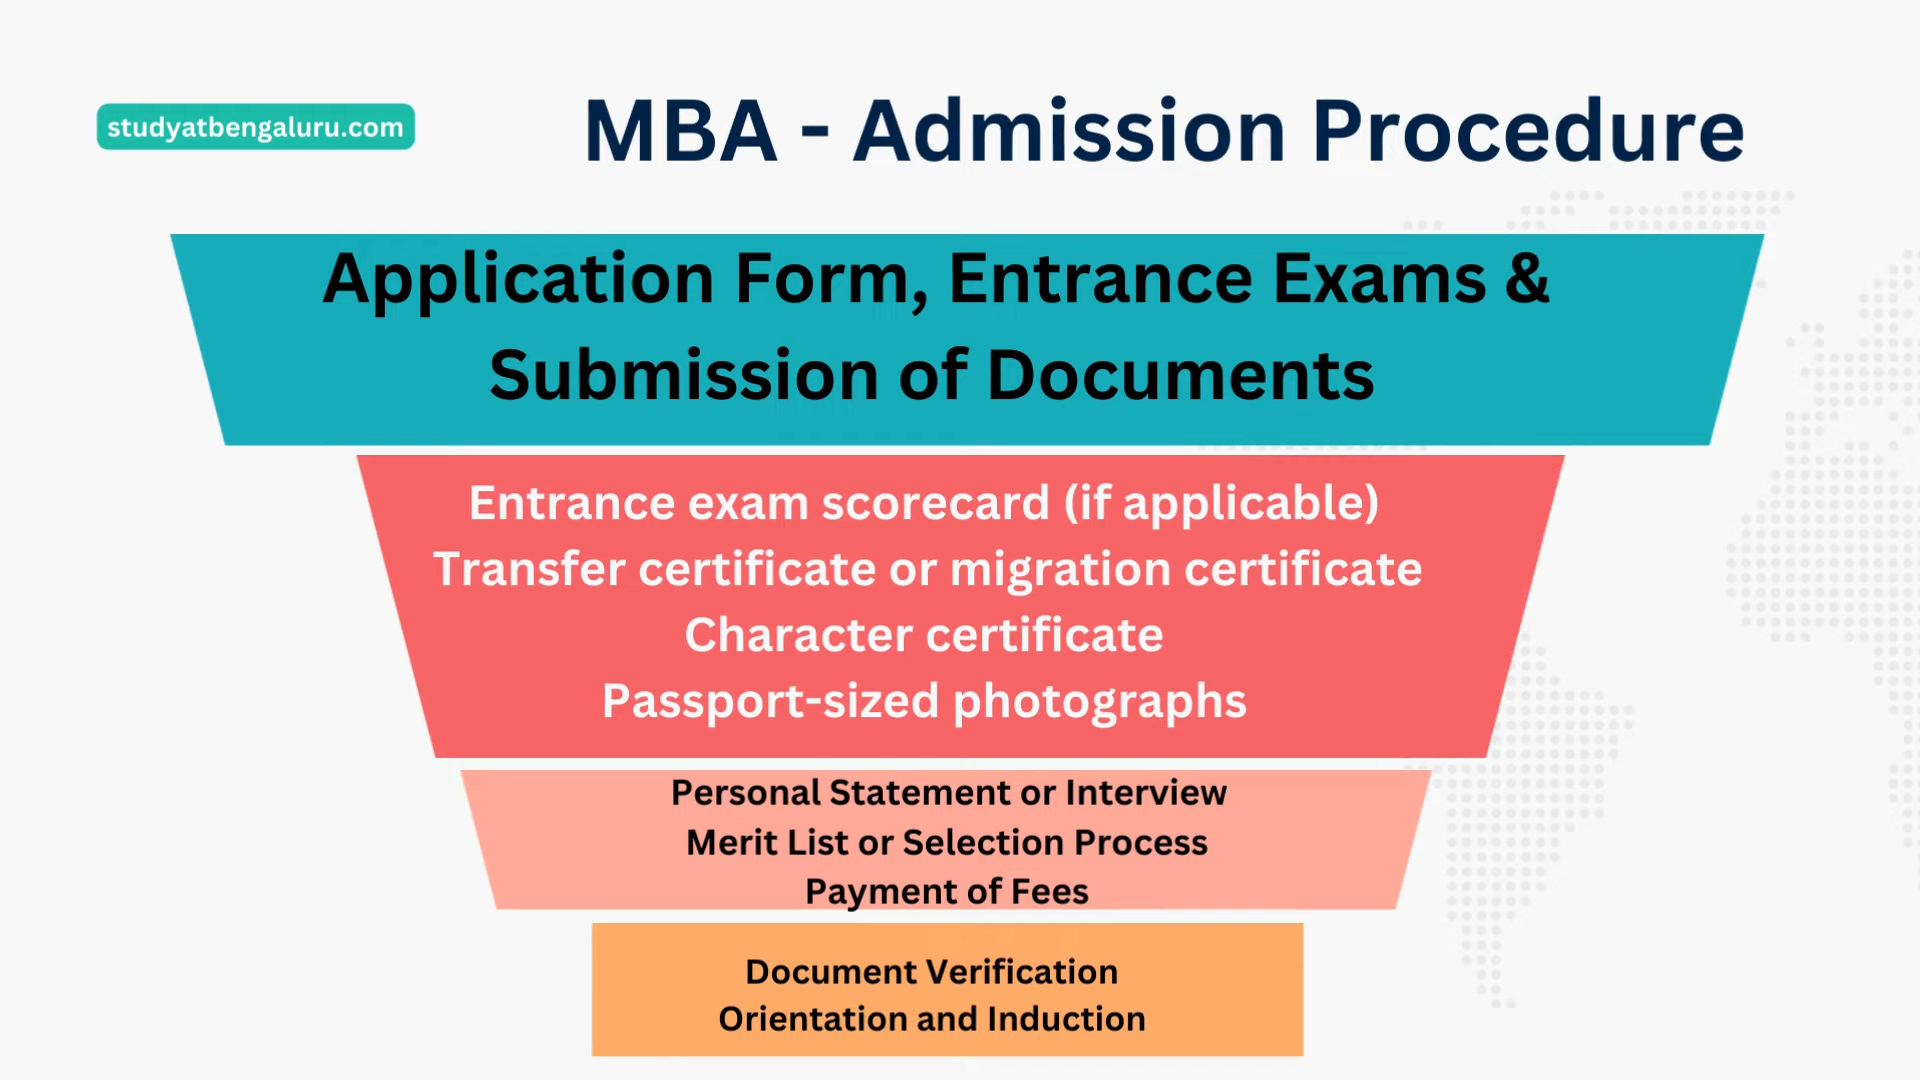 studyatbengaluru.com
MBA - Admission Procedure
Application Form, Entrance Exams &
Submission of Documents
Entrance exam scorecard (if applicable)
Transfer certificate or migration certificate
Character certificate
Passport-sized photographs
Personal Statement or Interview
Merit List or Selection Process
Payment of Fees
Document Verification
Orientation and Induction